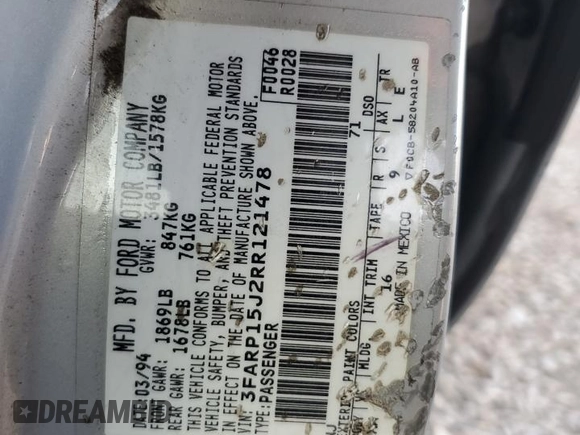 MFD. BY FORD MOTOR COMPANY
03/94 GVWR: 3481LB/1578KG
GAWR: 1869LB 847KG
REAR GAWR: 1678LB 761KG
THIS VEHICLE CONFORMS TO ALL APPLICABLE FEDERAL MOTOR
VEHICLE SAFETY, BUMPER, AND THEFT PREVENTION STANDARDS
IN EFFECT ON THE DATE OF MANUFACTURE SHOWN ABOVE.
VIN: 3FARP15J2RR121478
TYPE: PASSENGER
F0046
R0028
71
EXTERIOR PAINT COLORS DSO
MLDG INT TRIM TAPE R S AX TR
16 9 L E
MADE IN MEXICO F0CB-58204A10-AB
DREAMBID